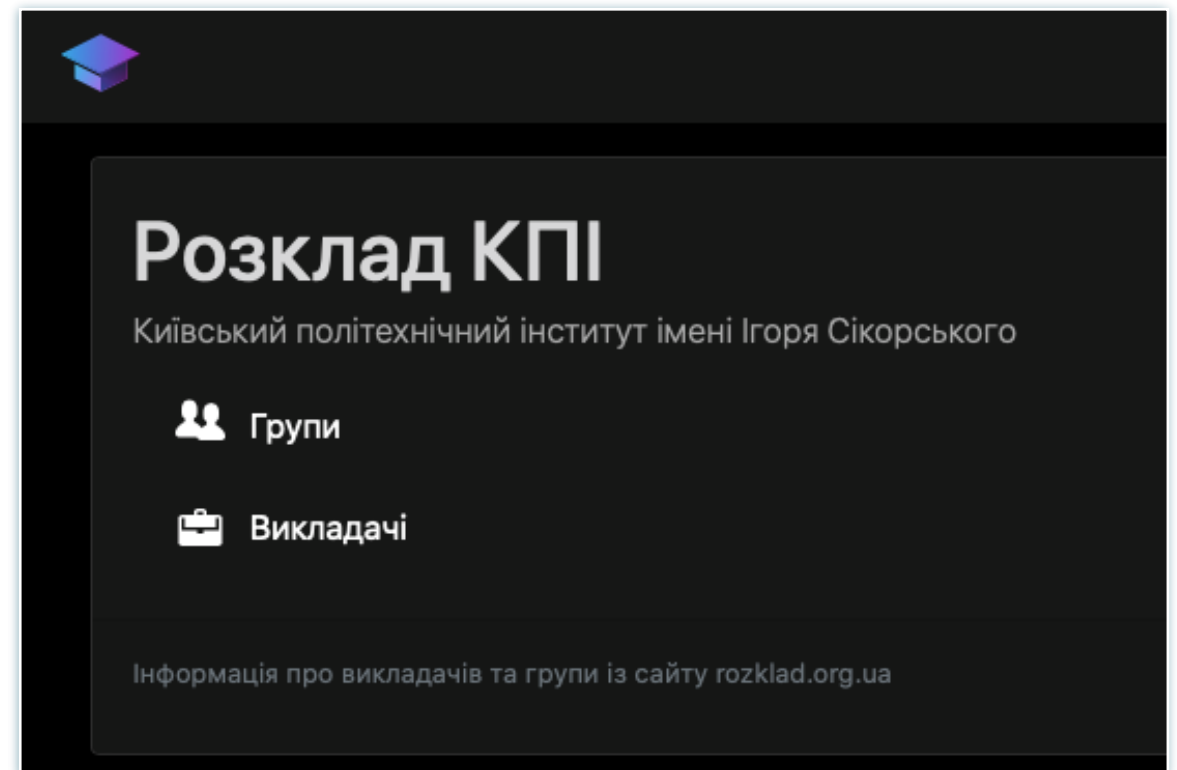 Розклад КПІ
Київський політехнічний інститут імені Ігоря Сікорського
Групи
Викладачі
Інформація про викладачів та групи із сайту rozklad.org.ua